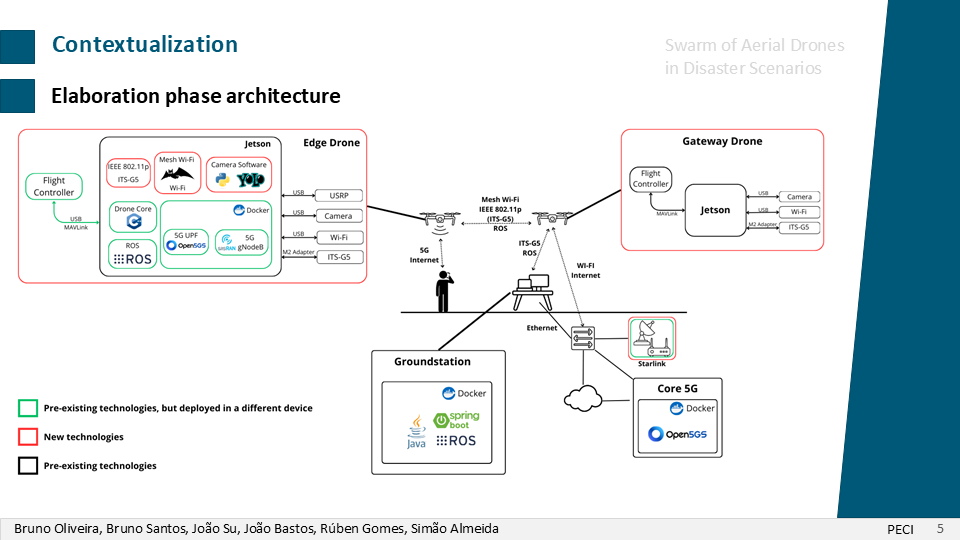 Contextualization
Swarm of Aerial Drones
in Disaster Scenarios
Elaboration phase architecture
Jetson
Edge Drone
IEEE 802.11p
ITS-G5
Mesh Wi-Fi
Wi-Fi
Camera Software
YOLO
Flight
Controller
USB
MAVLink
Drone Core
C++
ROS
ROS
Docker
5G UPF
Open5GS
5G
gNodeB
srsRAN
USB
USRP
USB
Camera
USB
Wi-Fi
M2 Adapter
ITS-G5
Mesh Wi-Fi
IEEE 802.11p
(ITS-G5)
ROS
5G
Internet
ITS-G5
ROS
Wi-Fi
Internet
Gateway Drone
Flight
Controller
MAVLink
Jetson
USB
Camera
USB
Wi-Fi
M2 Adapter
ITS-G5
Ethernet
Starlink
Groundstation
Docker
Java
spring
boot
ROS
Core 5G
Docker
Open5GS
Pre-existing technologies, but deployed in a different device
New technologies
Pre-existing technologies
Bruno Oliveira, Bruno Santos, João Su, João Bastos, Rúben Gomes, Simão Almeida
PECI
5